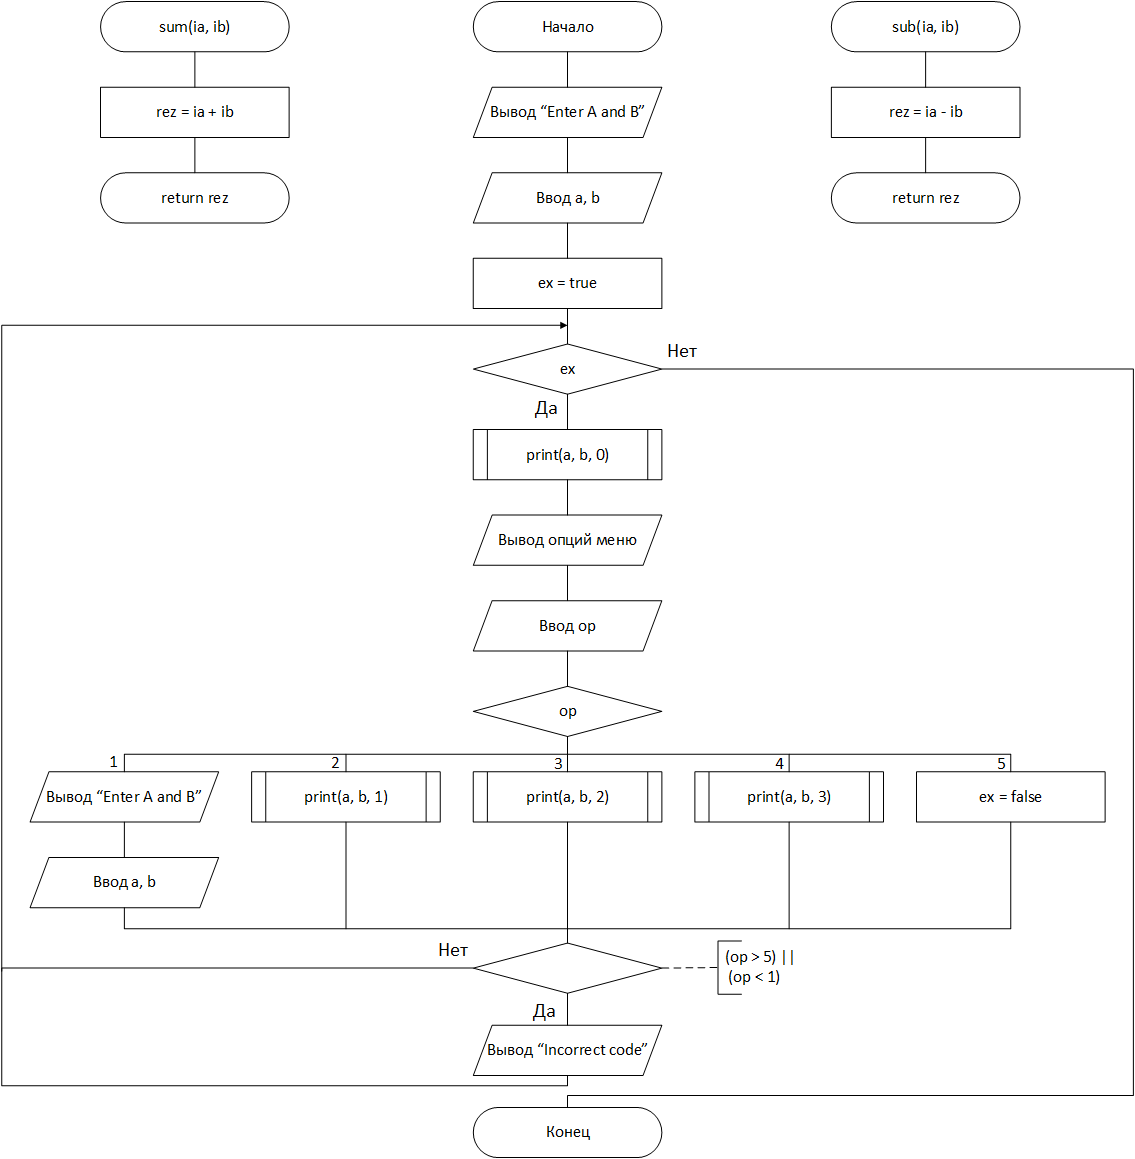 sum(ia, ib)
Начало
sub(ia, ib)
rez = ia + ib
Вывод “Enter A and B”
rez = ia - ib
return rez
Ввод a, b
return rez
ex = true
ex
Нет
Да
print(a, b, 0)
Вывод опций меню
Ввод op
op
1
2
3
4
5
Вывод “Enter A and B”
print(a, b, 1)
print(a, b, 2)
print(a, b, 3)
ex = false
Ввод a, b
Нет
(op > 5) ||
(op < 1)
Да
Вывод “Incorrect code”
Конец